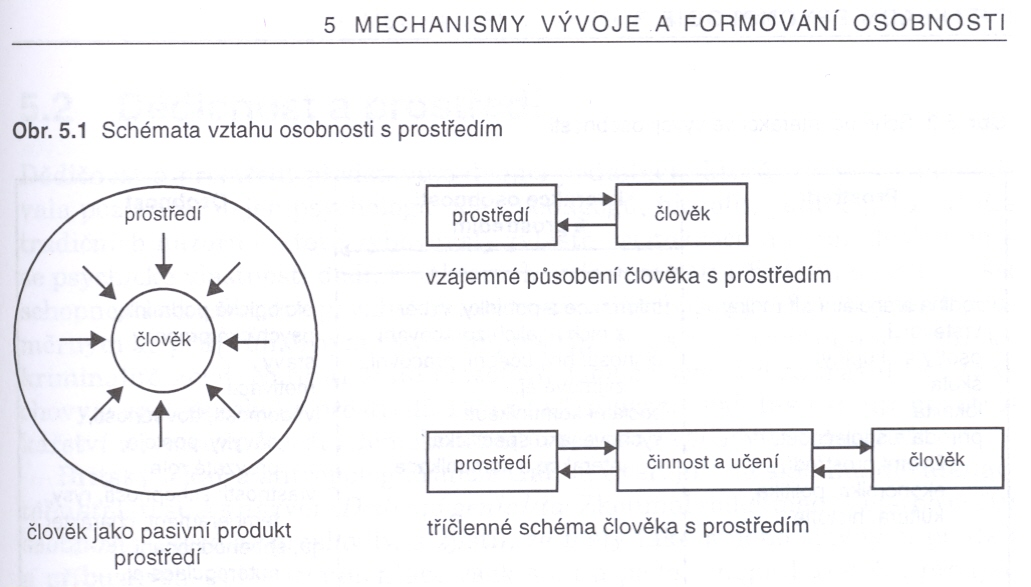 5 MECHANISMY VÝVOJE A FORMOVÁNÍ OSOBNOSTI
Obr. 5.1 Schémata vztahu osobnosti s prostředím
prostředí
člověk
člověk jako pasívní produkt
prostředí
prostředí
člověk
vzájemné působení člověka s prostředím
prostředí
činnost a učení
člověk
tříčlenné schéma člověka s prostředím